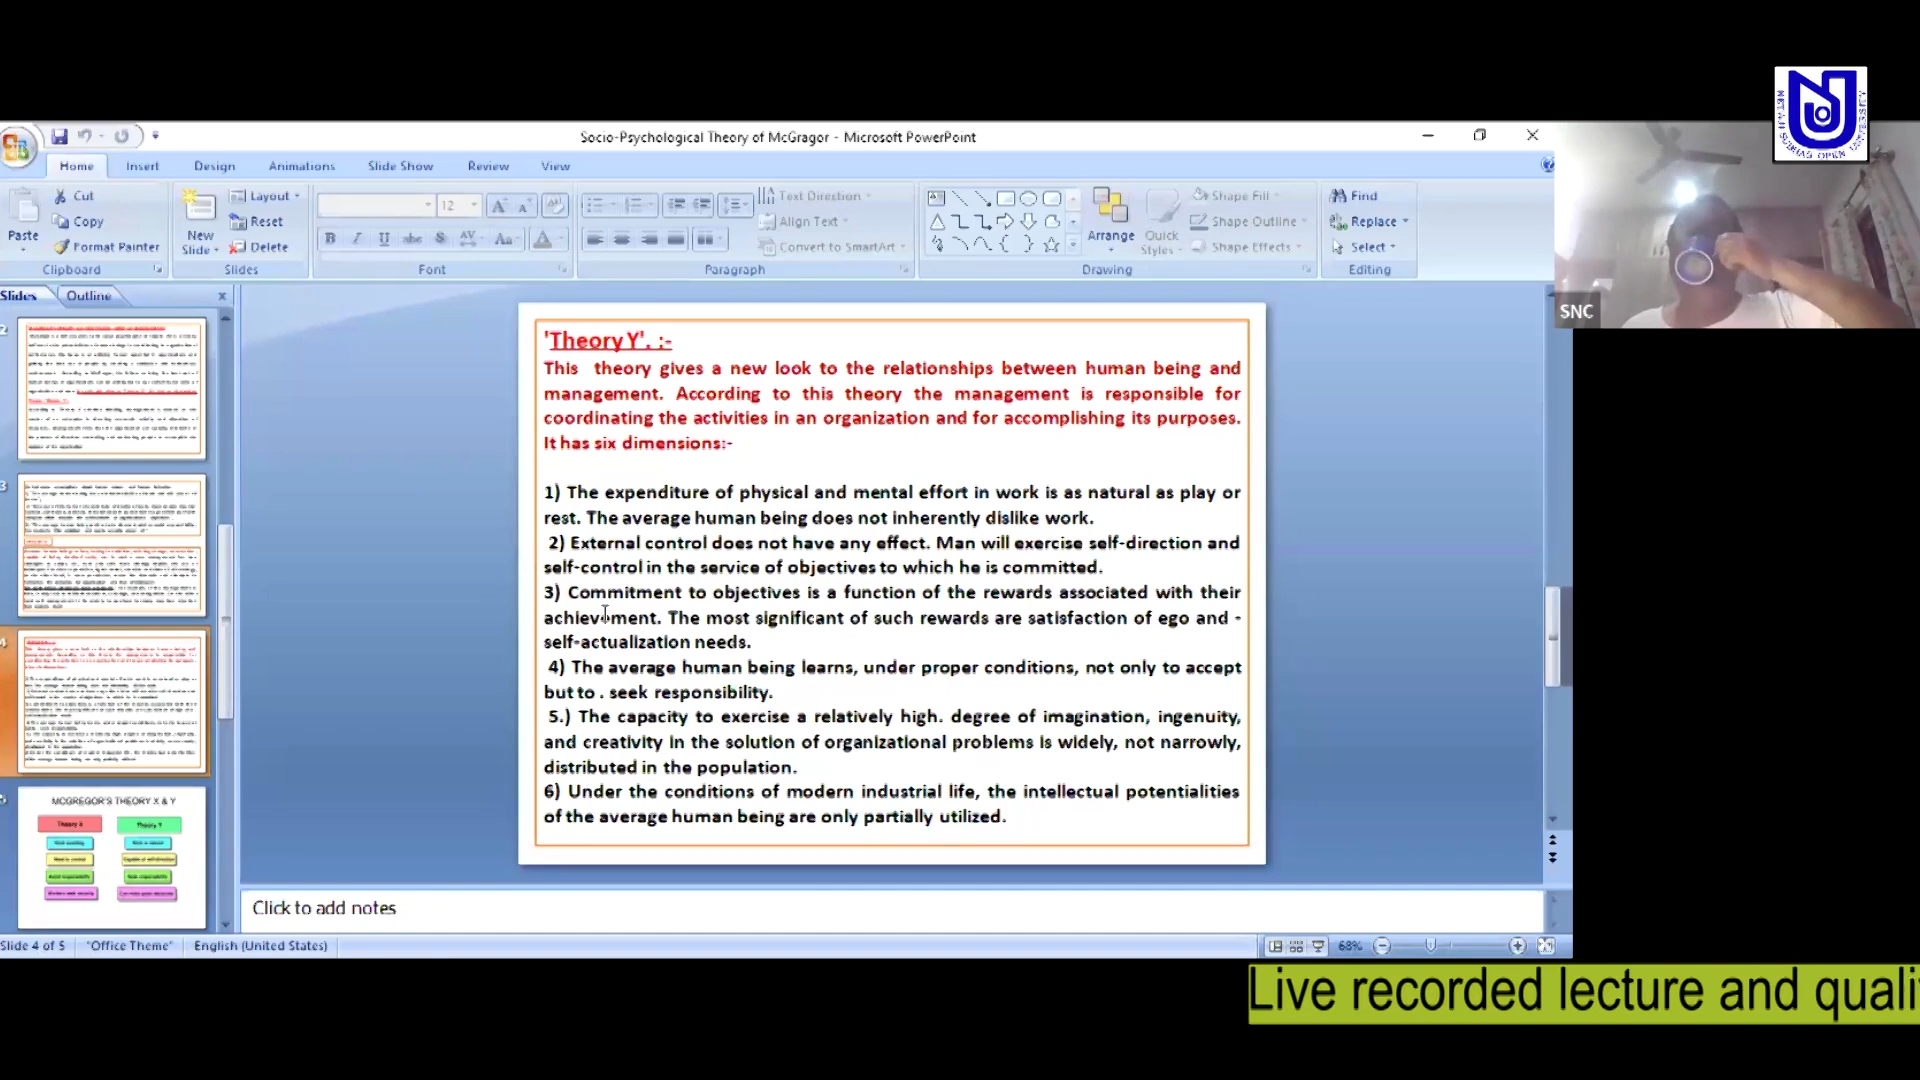 Socio-Psychological Theory of McGragor - Microsoft PowerPoint
Home Insert Design Animations Slide Show Review View
Paste Cut Copy Format Painter Clipboard
New Slide Layout Reset Delete Slides
12 Font
Text Direction Align Text Convert to SmartArt Paragraph
Arrange Quick Styles Shape Fill Shape Outline Shape Effects Drawing
Find Replace Select Editing
Slides Outline
'Theory Y'. :-
This theory gives a new look to the relationships between human being and
management. According to this theory the management is responsible for
coordinating the activities in an organization and for accomplishing its purposes.
It has six dimensions:-
1) The expenditure of physical and mental effort in work is as natural as play or
rest. The average human being does not inherently dislike work.
2) External control does not have any effect. Man will exercise self-direction and
self-control in the service of objectives to which he is committed.
3) Commitment to objectives is a function of the rewards associated with their
achievement. The most significant of such rewards are satisfaction of ego and -
self-actualization needs.
4) The average human being learns, under proper conditions, not only to accept
but to . seek responsibility.
5.) The capacity to exercise a relatively high. degree of imagination, ingenuity,
and creativity in the solution of organizational problems is widely, not narrowly,
distributed in the population.
6) Under the conditions of modern industrial life, the intellectual potentialities
of the average human being are only partially utilized.
MCGREGOR'S THEORY X & Y
Theory X Theory Y
Click to add notes
Slide 4 of 5 "Office Theme" English (United States) 68%
SNC
NETAJI SUBHAS OPEN UNIVERSITY
Live recorded lecture and quali